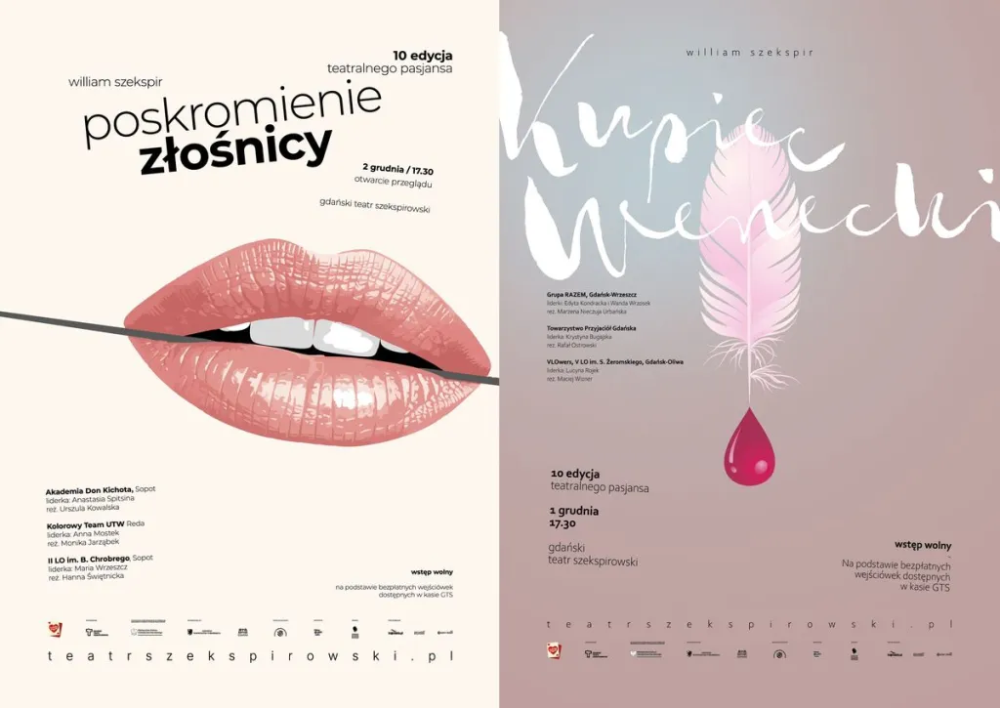 10 edycja
teatralnego pasjansa
william szekspir
poskromienie
złośnicy
2 grudnia / 17.30
otwarcie przeglądu
gdański teatr szekspirowski
Akademia Don Kichota, Sopot
liderka: Anastasia Spitsina
reż. Urszula Kowalska
Kolorowy Team UTW Reda
liderka: Anna Mostek
reż. Monika Jarząbek
II LO im. B. Chrobrego, Sopot
liderka: Maria Wrzeszcz
reż. Hanna Świętnicka
wstęp wolny
na podstawie bezpłatnych wejściówek
dostępnych w kasie GTS
teatrszekspirowski.pl
william szekspir
Kupiec
Wenecki
Grupa RAZEM, Gdańsk-Wrzeszcz
liderki: Edyta Kondracka i Wanda Wrzosek
reż. Marzena Nieczuja Urbańska
Towarzystwo Przyjaciół Gdańska
liderka: Krystyna Bugajska
reż. Rafał Ostrowski
VLOwers, V LO im. S. Żeromskiego, Gdańsk-Oliwa
liderka: Lucyna Rojek
reż. Maciej Wizner
10 edycja
teatralnego pasjansa
1 grudnia
17.30
gdański
teatr szekspirowski
wstęp wolny
Na podstawie bezpłatnych
wejściówek dostępnych
w kasie GTS
teatrszekspirowski.pl